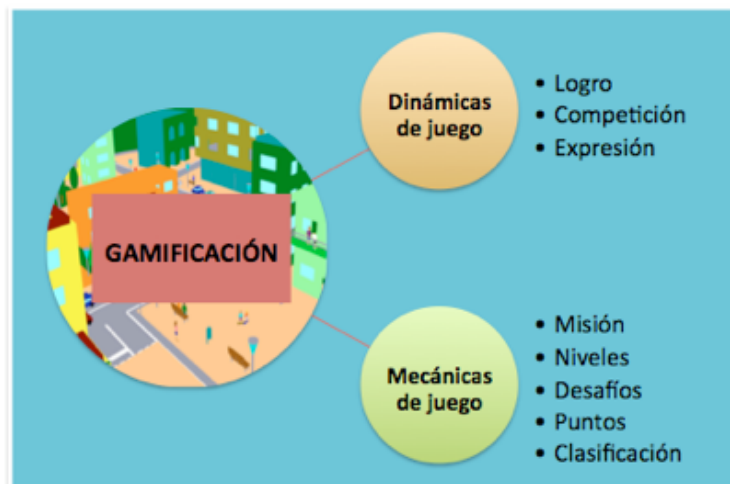 GAMIFICACIÓN
Dinámicas
de juego
• Logro
• Competición
• Expresión
Mecánicas
de juego
• Misión
• Niveles
• Desafíos
• Puntos
• Clasificación